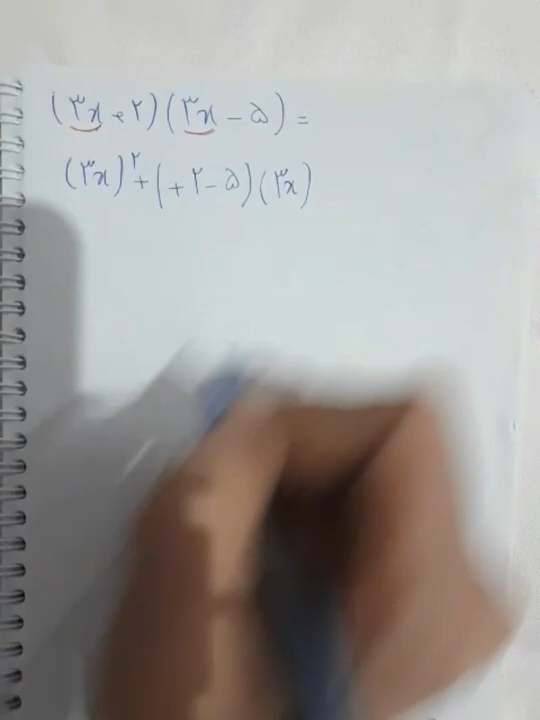 (۳x + ۲)(۳x - ۵) =
(۳x)^۲ + (+۲ - ۵)(۳x)